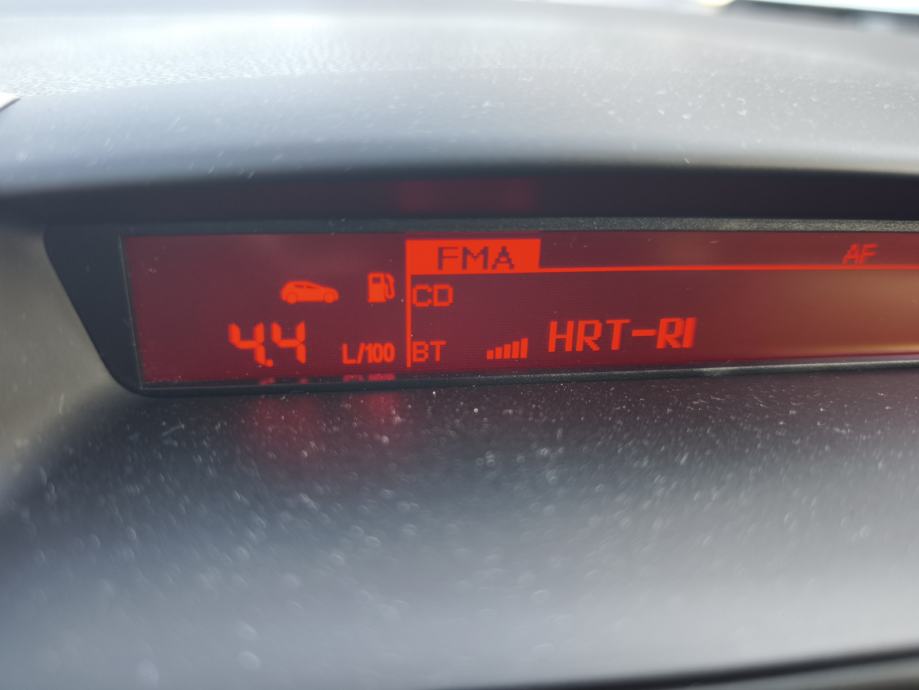 FMA
AF
CD
4.4 L/100
BT
HRT-RI